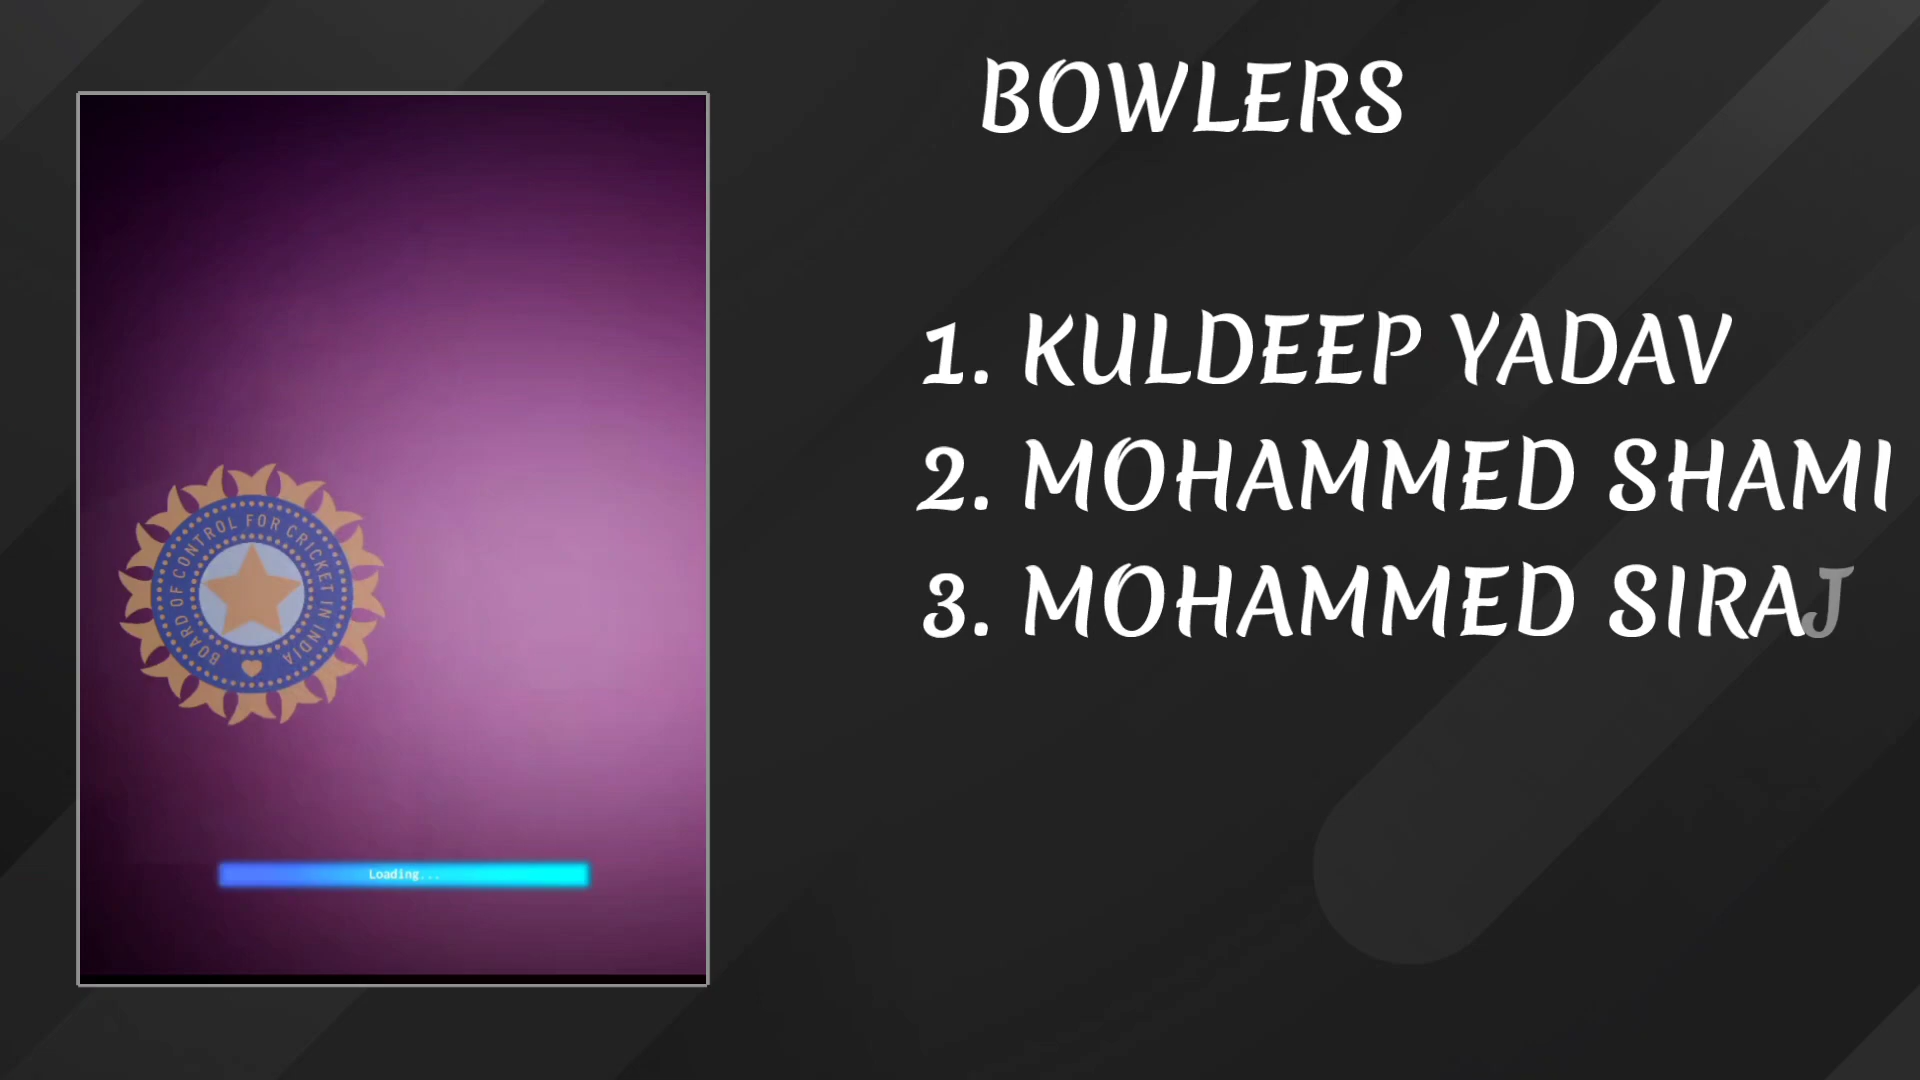 BOWLERS
1. KULDEEP YADAV
2. MOHAMMED SHAMI
3. MOHAMMED SIRAJ
BOARD OF CONTROL FOR CRICKET IN INDIA
Loading...